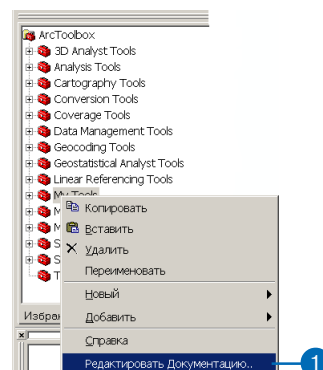 ArcToolbox
3D Analyst Tools
Analysis Tools
Cartography Tools
Conversion Tools
Coverage Tools
Data Management Tools
Geocoding Tools
Geostatistical Analyst Tools
Linear Referencing Tools
My Tools
M
Копировать
M
Вставить
S
Удалить
S
Переименовать
T
Новый
Избран
Добавить
Справка
Редактировать Документацию..
1